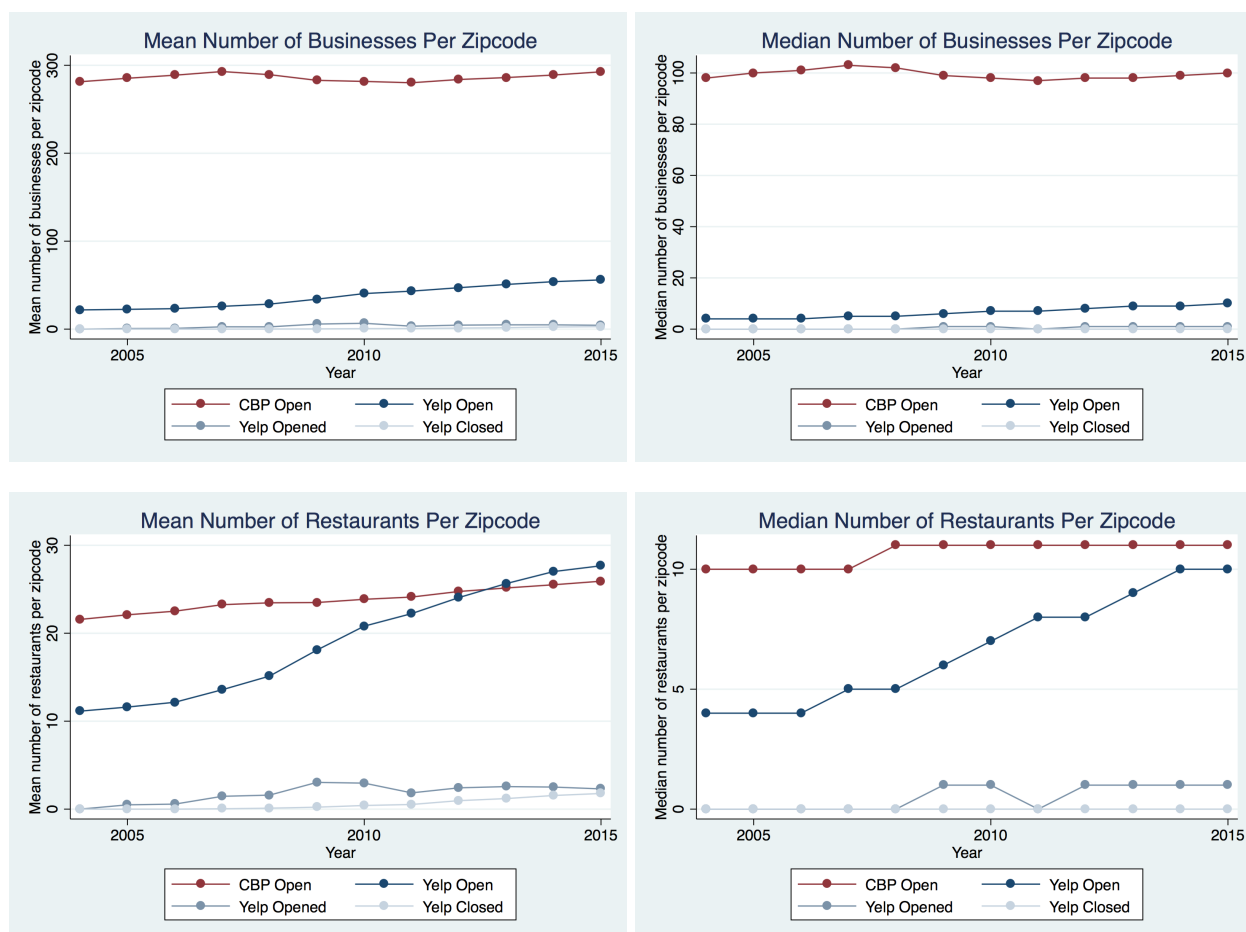 Mean Number of Businesses Per Zipcode
Mean number of businesses per zipcode
300
200
100
0
2005 2010 2015
Year
CBP Open Yelp Open
Yelp Opened Yelp Closed
Median Number of Businesses Per Zipcode
Median number of businesses per zipcode
100
80
60
40
20
0
2005 2010 2015
Year
CBP Open Yelp Open
Yelp Opened Yelp Closed
Mean Number of Restaurants Per Zipcode
Mean number of restaurants per zipcode
30
20
10
0
2005 2010 2015
Year
CBP Open Yelp Open
Yelp Opened Yelp Closed
Median Number of Restaurants Per Zipcode
Median number of restaurants per zipcode
10
5
0
2005 2010 2015
Year
CBP Open Yelp Open
Yelp Opened Yelp Closed